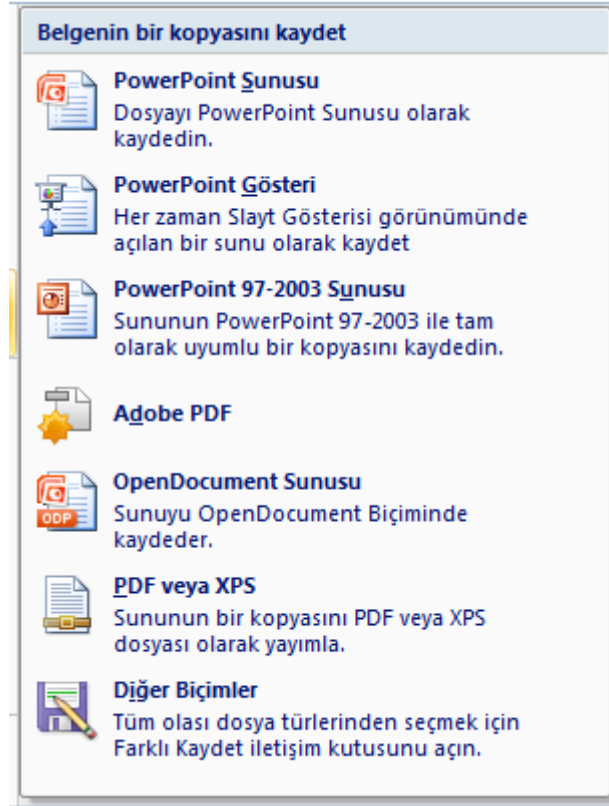 Belgenin bir kopyasını kaydet
PowerPoint Sunusu
Dosyayı PowerPoint Sunusu olarak
kaydedin.
PowerPoint Gösteri
Her zaman Slayt Gösterisi görünümünde
açılan bir sunu olarak kaydet
PowerPoint 97-2003 Sunusu
Sununun PowerPoint 97-2003 ile tam
olarak uyumlu bir kopyasını kaydedin.
Adobe PDF
OpenDocument Sunusu
ODP
Sunuyu OpenDocument Biçiminde
kaydeder.
PDF veya XPS
Sununun bir kopyasını PDF veya XPS
dosyası olarak yayımla.
Diğer Biçimler
Tüm olası dosya türlerinden seçmek için
Farklı Kaydet iletişim kutusunu açın.